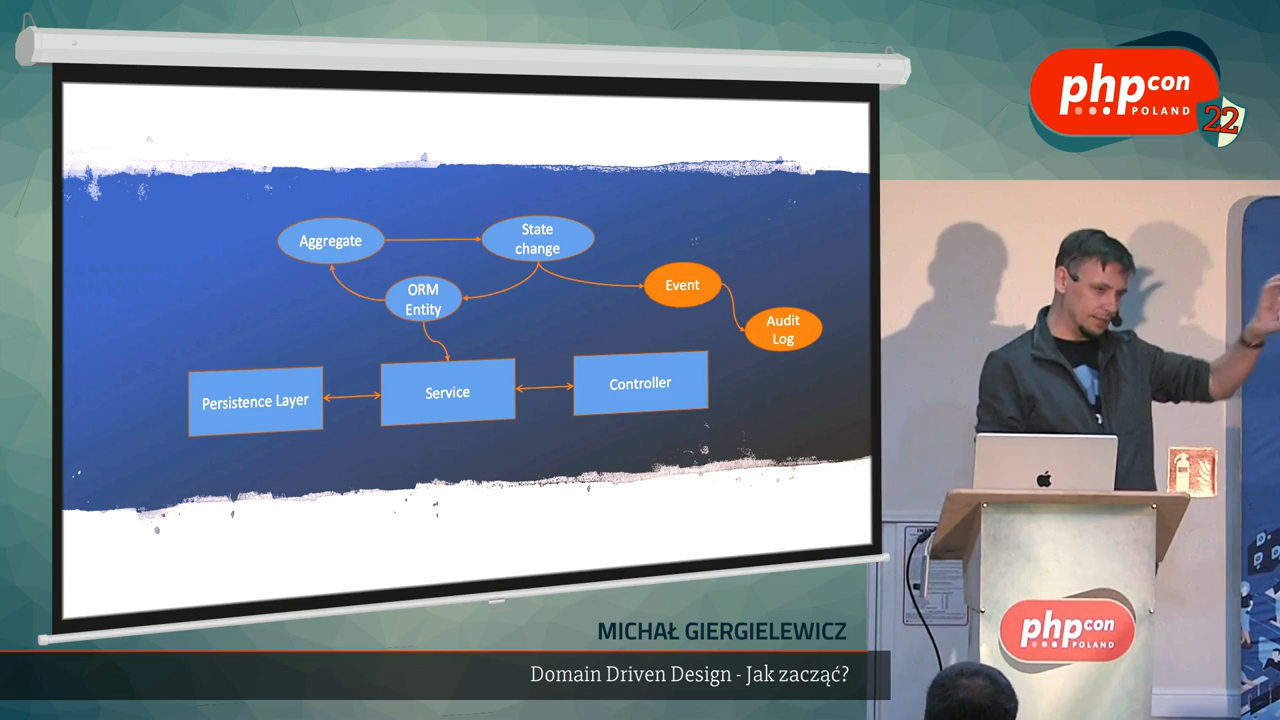 php con
POLAND
22
Aggregate
State
change
ORM
Entity
Event
Audit
Log
Persistence Layer
Service
Controller
MICHAŁ GIERGIELEWICZ
Domain Driven Design - Jak zacząć?
php con
POLAND